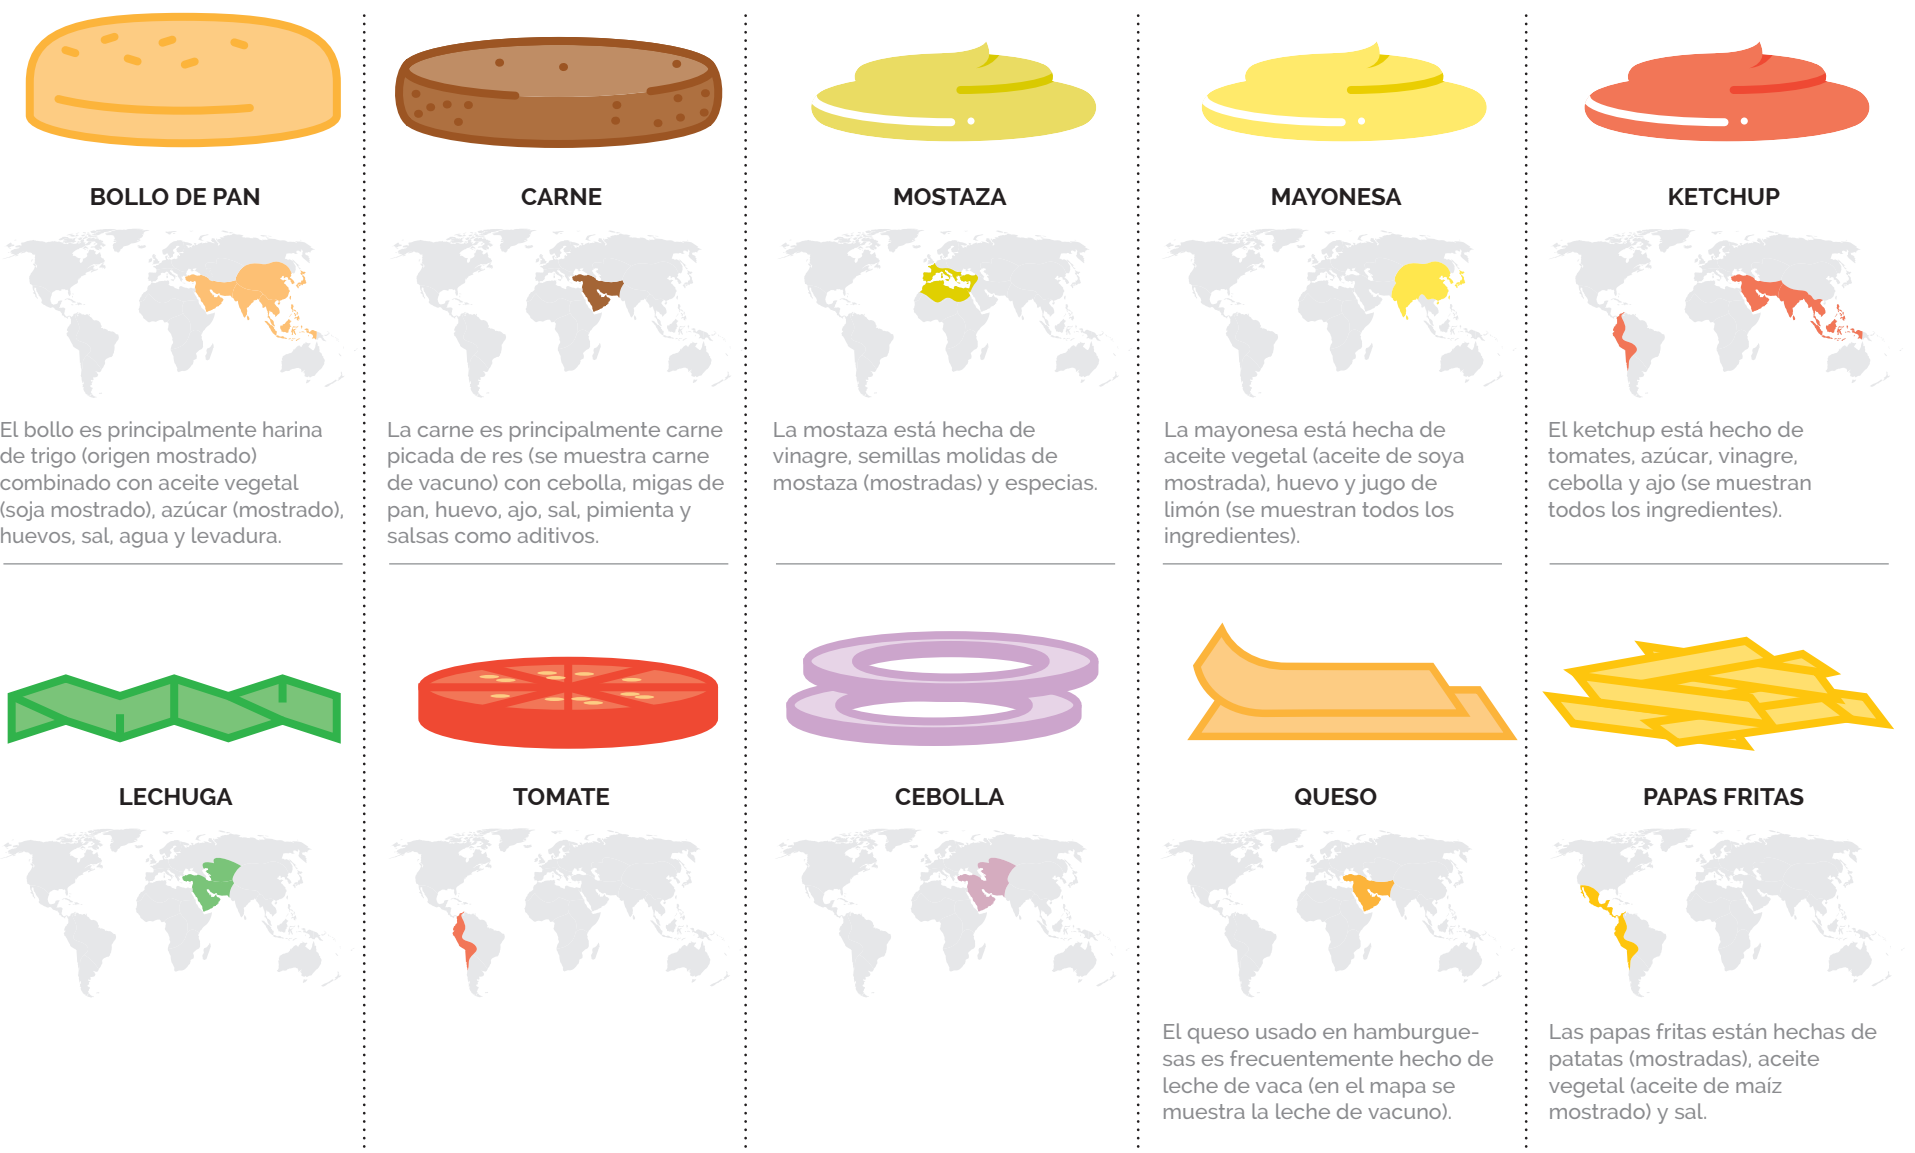 BOLLO DE PAN
El bollo es principalmente harina
de trigo (origen mostrado)
combinado con aceite vegetal
(soja mostrado), azúcar (mostrado),
huevos, sal, agua y levadura.
CARNE
La carne es principalmente carne
picada de res (se muestra carne
de vacuno) con cebolla, migas de
pan, huevo, ajo, sal, pimienta y
salsas como aditivos.
MOSTAZA
La mostaza está hecha de
vinagre, semillas molidas de
mostaza (mostradas) y especias.
MAYONESA
La mayonesa está hecha de
aceite vegetal (aceite de soya
mostrada), huevo y jugo de
limón (se muestran todos los
ingredientes).
KETCHUP
El ketchup está hecho de
tomates, azúcar, vinagre,
cebolla y ajo (se muestran
todos los ingredientes).
LECHUGA
TOMATE
CEBOLLA
QUESO
El queso usado en hamburgue-
sas es frecuentemente hecho de
leche de vaca (en el mapa se
muestra la leche de vacuno).
PAPAS FRITAS
Las papas fritas están hechas de
patatas (mostradas), aceite
vegetal (aceite de maíz
mostrado) y sal.